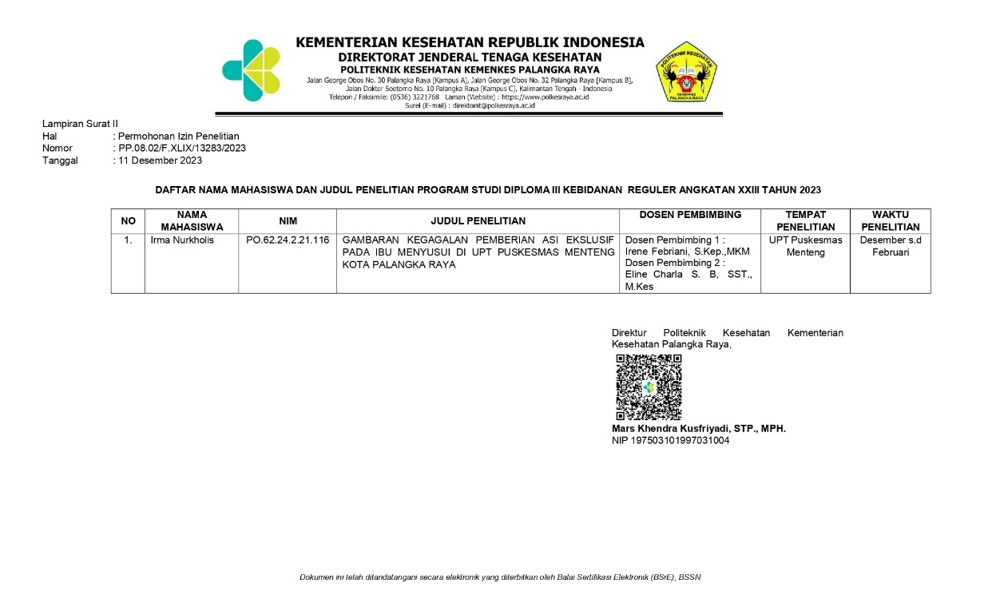 KEMENTERIAN KESEHATAN REPUBLIK INDONESIA
DIREKTORAT JENDERAL TENAGA KESEHATAN
POLITEKNIK KESEHATAN KEMENKES PALANGKA RAYA
Jalan George Obos No. 30 Palangka Raya [Kampus A], Jalan George Obos No. 32 Palangka Raya [Kampus B],
Jalan Dokter Soetomo No. 10 Palangka Raya [Kampus C], Kalimantan Tengah - Indonesia
Telepon / Faksimile: (0536) 3221768 Laman (Website) : https://www.polkesraya.ac.id
Surel (E-mail) : direktorat@polkesraya.ac.id
POLITEKNIK KESEHATAN
KEMENKES
PALANGKA RAYA
Lampiran Surat II
Hal : Permohonan Izin Penelitian
Nomor : PP.08.02/F.XLIX/13283/2023
Tanggal : 11 Desember 2023
DAFTAR NAMA MAHASISWA DAN JUDUL PENELITIAN PROGRAM STUDI DIPLOMA III KEBIDANAN REGULER ANGKATAN XXIII TAHUN 2023
NO
NAMA
MAHASISWA
NIM
JUDUL PENELITIAN
DOSEN PEMBIMBING
TEMPAT
PENELITIAN
WAKTU
PENELITIAN
1.
Irma Nurkholis
PO.62.24.2.21.116
GAMBARAN KEGAGALAN PEMBERIAN ASI EKSLUSIF
PADA IBU MENYUSUI DI UPT PUSKESMAS MENTENG
KOTA PALANGKA RAYA
Dosen Pembimbing 1 :
Irene Febriani, S.Kep.,MKM
Dosen Pembimbing 2 :
Eline Charla S. B, SST.,
M.Kes
UPT Puskesmas
Menteng
Desember s.d
Februari
Direktur Politeknik Kesehatan Kementerian
Kesehatan Palangka Raya,
Mars Khendra Kusfriyadi, STP., MPH.
NIP 197503101997031004
Dokumen ini telah ditandatangani secara elektronik yang diterbitkan oleh Balai Sertifikasi Elektronik (BSrE), BSSN